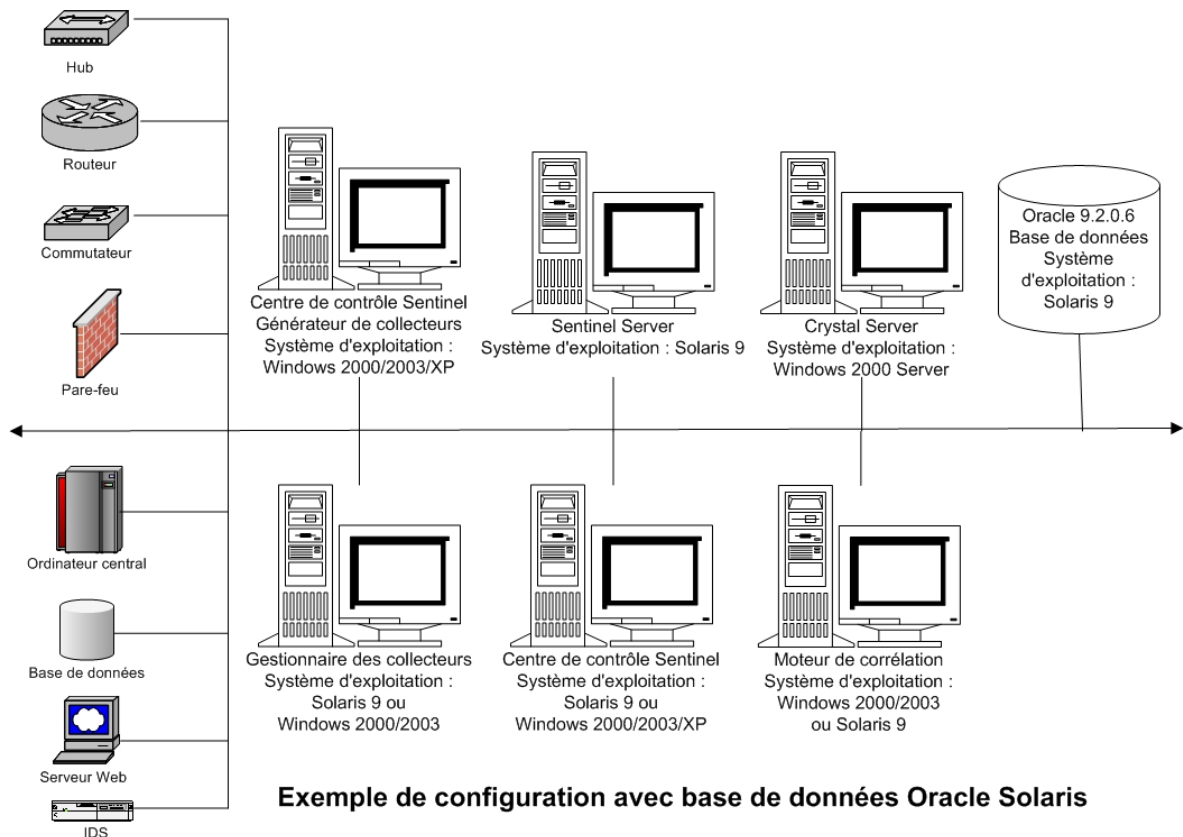 Hub
Routeur
Commutateur
Pare-feu
Centre de contrôle Sentinel
Générateur de collecteurs
Système d'exploitation :
Windows 2000/2003/XP
Sentinel Server
Système d'exploitation : Solaris 9
Crystal Server
Système d'exploitation :
Windows 2000 Server
Oracle 9.2.0.6
Base de données
Système
d'exploitation :
Solaris 9
Ordinateur central
Base de données
Serveur Web
IDS
Gestionnaire des collecteurs
Système d'exploitation :
Solaris 9 ou
Windows 2000/2003
Centre de contrôle Sentinel
Système d'exploitation :
Solaris 9 ou
Windows 2000/2003/XP
Moteur de corrélation
Système d'exploitation :
Windows 2000/2003
ou Solaris 9
Exemple de configuration avec base de données Oracle Solaris